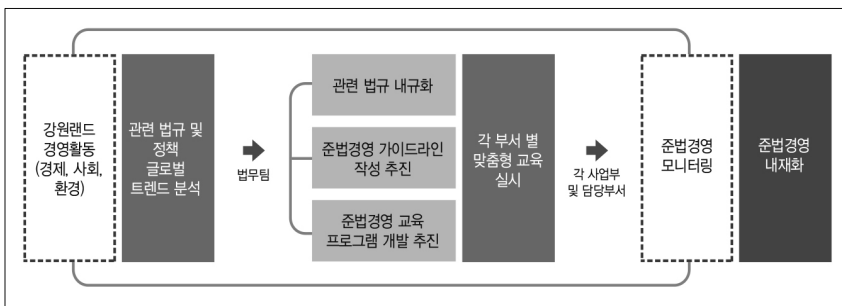 강원랜드
경영활동
(경제, 사회,
환경)
관련 법규 및
정책
글로벌
트렌드 분석
법무팀
관련 법규 내규화
준법경영 가이드라인
작성 추진
준법경영 교육
프로그램 개발 추진
각 부서 별
맞춤형 교육
실시
각 사업부
및 담당부서
준법경영
모니터링
준법경영
내재화